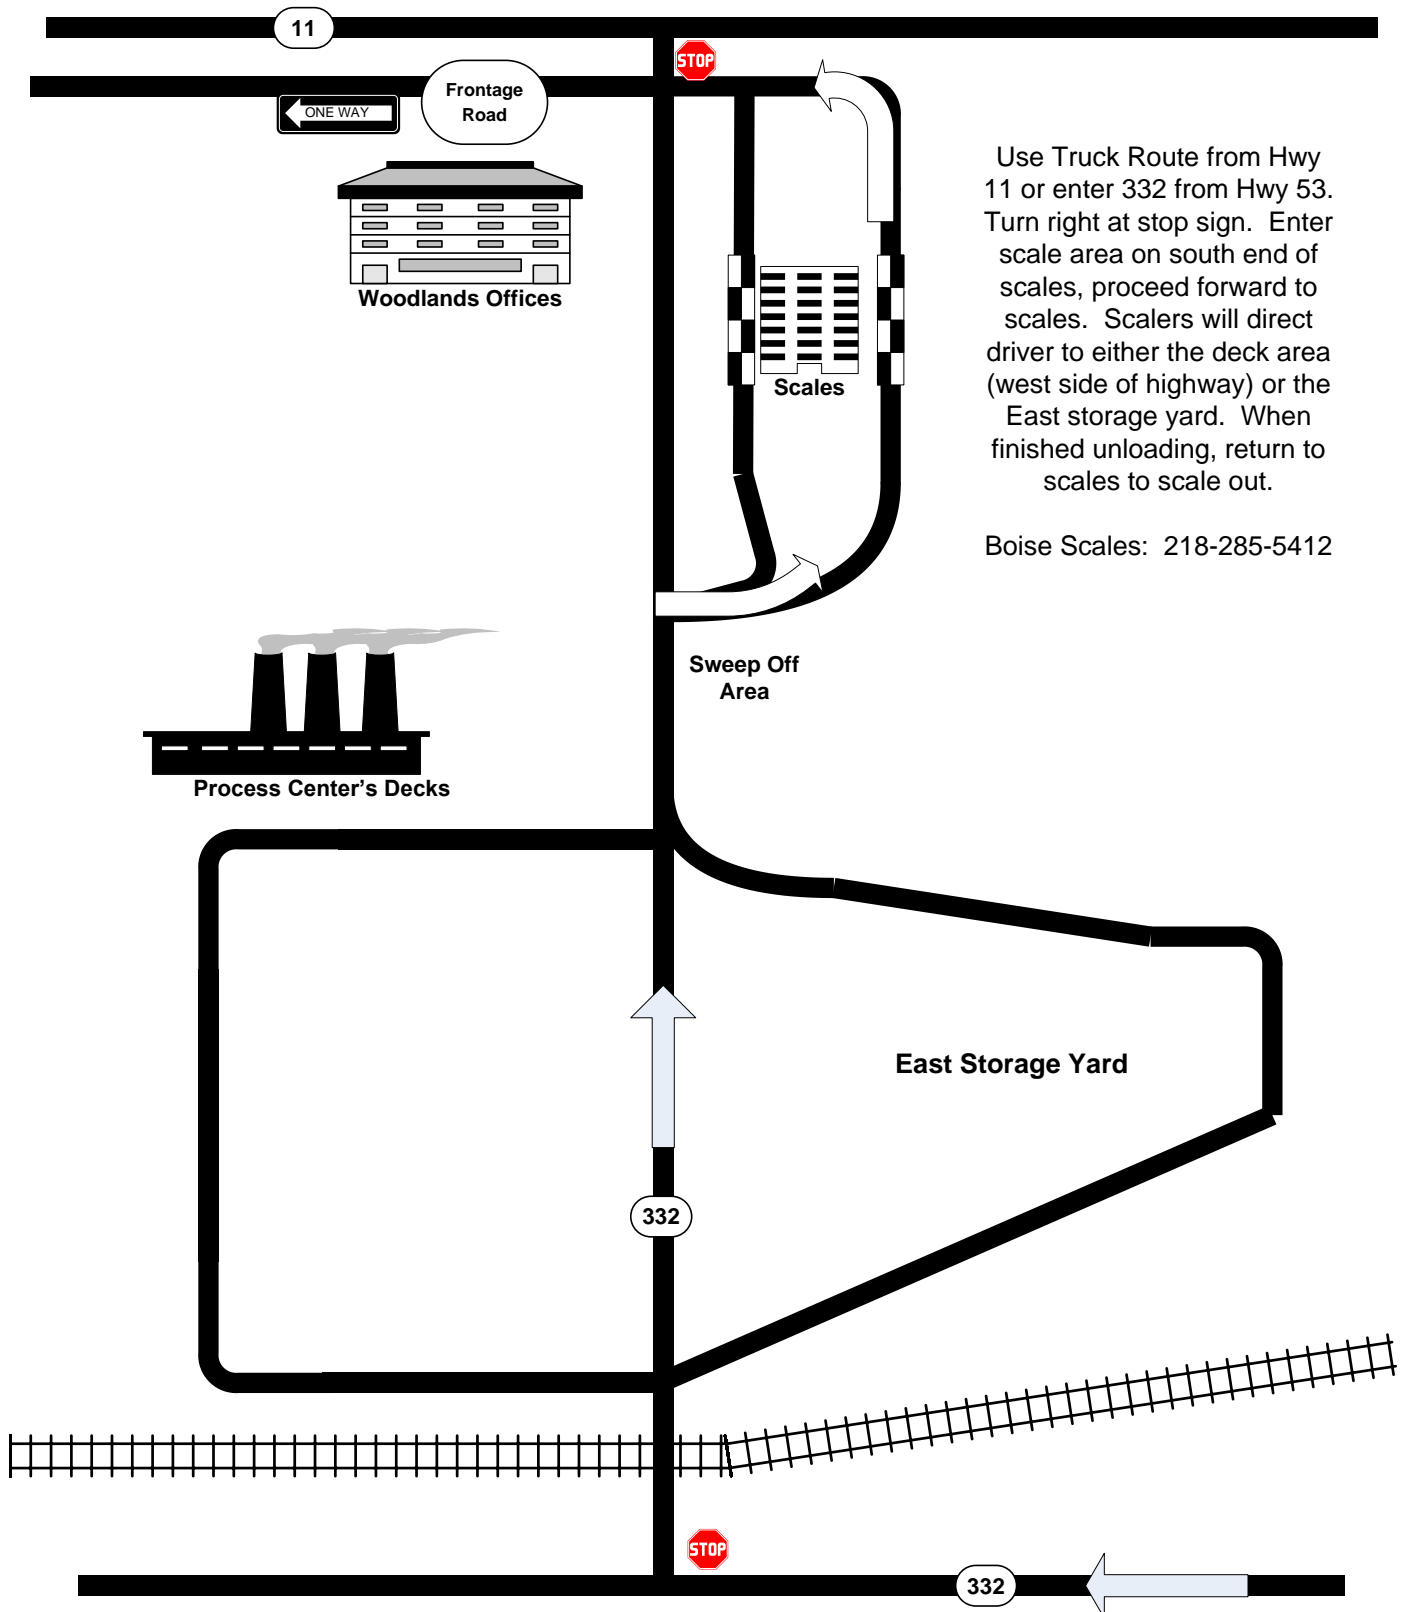 11
STOP
Frontage
Road
ONE WAY
Use Truck Route from Hwy
11 or enter 332 from Hwy 53.
Turn right at stop sign.  Enter
scale area on south end of
scales, proceed forward to
scales.  Scalers will direct
driver to either the deck area
(west side of highway) or the
East storage yard.  When
finished unloading, return to
scales to scale out.
Boise Scales:  218-285-5412
Woodlands Offices
Scales
Sweep Off
Area
Process Center’s Decks
East Storage Yard
332
STOP
332